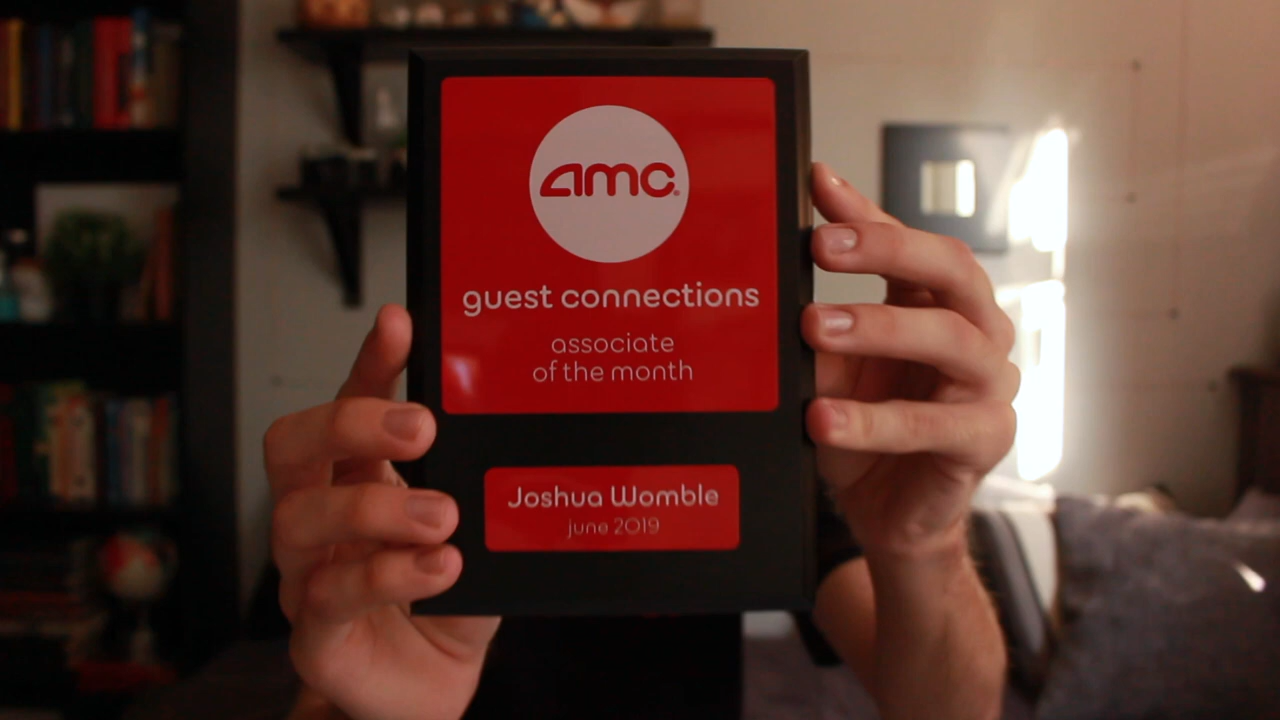 amc
guest connections
associate
of the month
Joshua Womble
june 2019